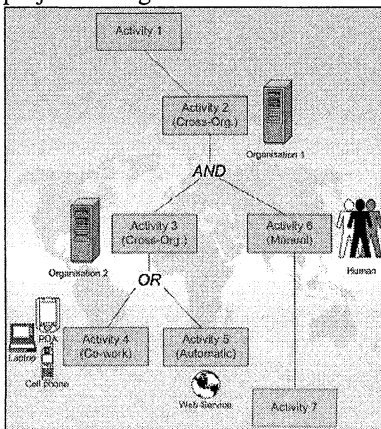 Activity 1
Activity 2
(Cross-Org.)
Organisation 1
AND
Activity 3
(Cross-Org.)
Activity 6
(Manual)
Organisation 2
Human
OR
PDA
Laptop
Activity 4
(Co-work)
Activity 5
(Automatic)
Cell phone
Web-Service
Activity 7